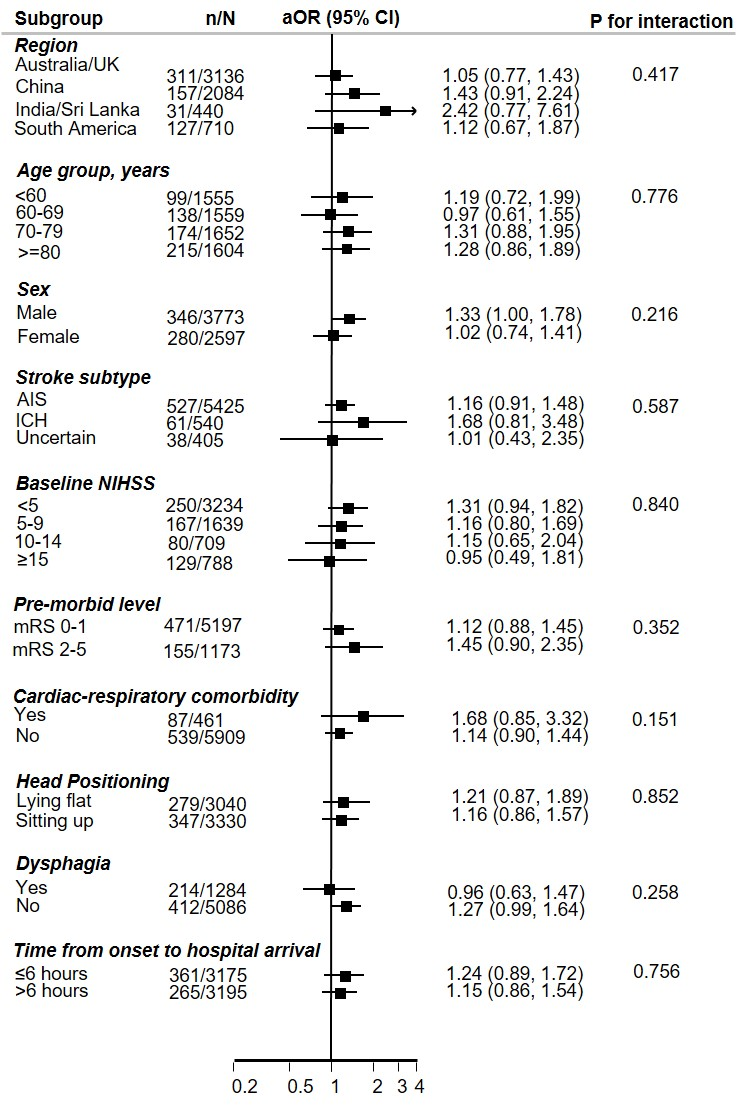 Subgroup n/N aOR (95% CI) P for interaction
Region
Australia/UK 311/3136 1.05 (0.77, 1.43) 0.417
China 157/2084 1.43 (0.91, 2.24)
India/Sri Lanka 31/440 2.42 (0.77, 7.61)
South America 127/710 1.12 (0.67, 1.87)
Age group, years
<60 99/1555 1.19 (0.72, 1.99) 0.776
60-69 138/1559 0.97 (0.61, 1.55)
70-79 174/1652 1.31 (0.88, 1.95)
>=80 215/1604 1.28 (0.86, 1.89)
Sex
Male 346/3773 1.33 (1.00, 1.78) 0.216
Female 280/2597 1.02 (0.74, 1.41)
Stroke subtype
AIS 527/5425 1.16 (0.91, 1.48) 0.587
ICH 61/540 1.68 (0.81, 3.48)
Uncertain 38/405 1.01 (0.43, 2.35)
Baseline NIHSS
<5 250/3234 1.31 (0.94, 1.82) 0.840
5-9 167/1639 1.16 (0.80, 1.69)
10-14 80/709 1.15 (0.65, 2.04)
≥15 129/788 0.95 (0.49, 1.81)
Pre-morbid level
mRS 0-1 471/5197 1.12 (0.88, 1.45) 0.352
mRS 2-5 155/1173 1.45 (0.90, 2.35)
Cardiac-respiratory comorbidity
Yes 87/461 1.68 (0.85, 3.32) 0.151
No 539/5909 1.14 (0.90, 1.44)
Head Positioning
Lying flat 279/3040 1.21 (0.87, 1.89) 0.852
Sitting up 347/3330 1.16 (0.86, 1.57)
Dysphagia
Yes 214/1284 0.96 (0.63, 1.47) 0.258
No 412/5086 1.27 (0.99, 1.64)
Time from onset to hospital arrival
≤6 hours 361/3175 1.24 (0.89, 1.72) 0.756
>6 hours 265/3195 1.15 (0.86, 1.54)
0.2 0.5 1 2 3 4